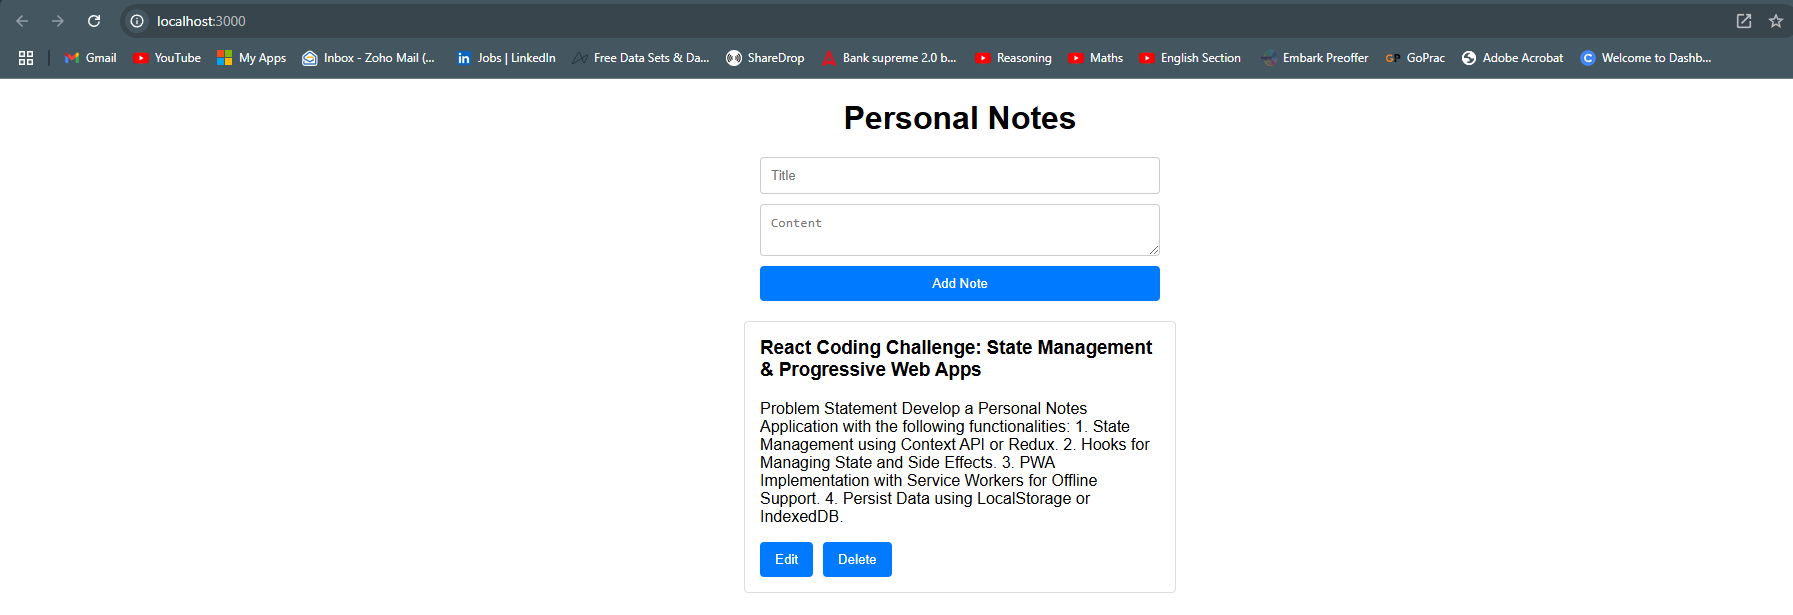 localhost:3000
Gmail YouTube My Apps Inbox - Zoho Mail (... Jobs | LinkedIn Free Data Sets & Da... ShareDrop Bank supreme 2.0 b... Reasoning Maths English Section Embark Preoffer GoPrac Adobe Acrobat Welcome to Dashb...
Personal Notes
Title
Content
Add Note
React Coding Challenge: State Management
& Progressive Web Apps
Problem Statement Develop a Personal Notes
Application with the following functionalities: 1. State
Management using Context API or Redux. 2. Hooks for
Managing State and Side Effects. 3. PWA
Implementation with Service Workers for Offline
Support. 4. Persist Data using LocalStorage or
IndexedDB.
Edit Delete